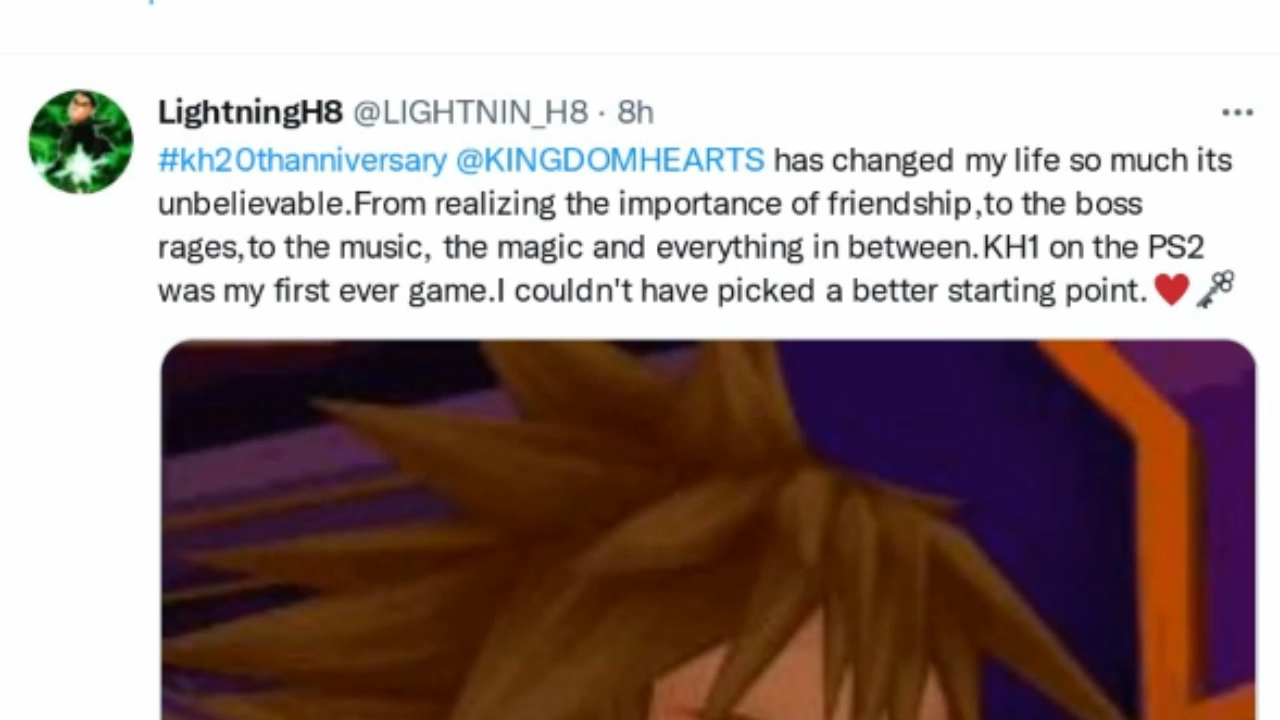 LightningH8 @LIGHTNIN_H8 · 8h
#kh20thanniversary @KINGDOMHEARTS has changed my life so much its
unbelievable.From realizing the importance of friendship,to the boss
rages,to the music, the magic and everything in between.KH1 on the PS2
was my first ever game.I couldn't have picked a better starting point.❤️🗝️